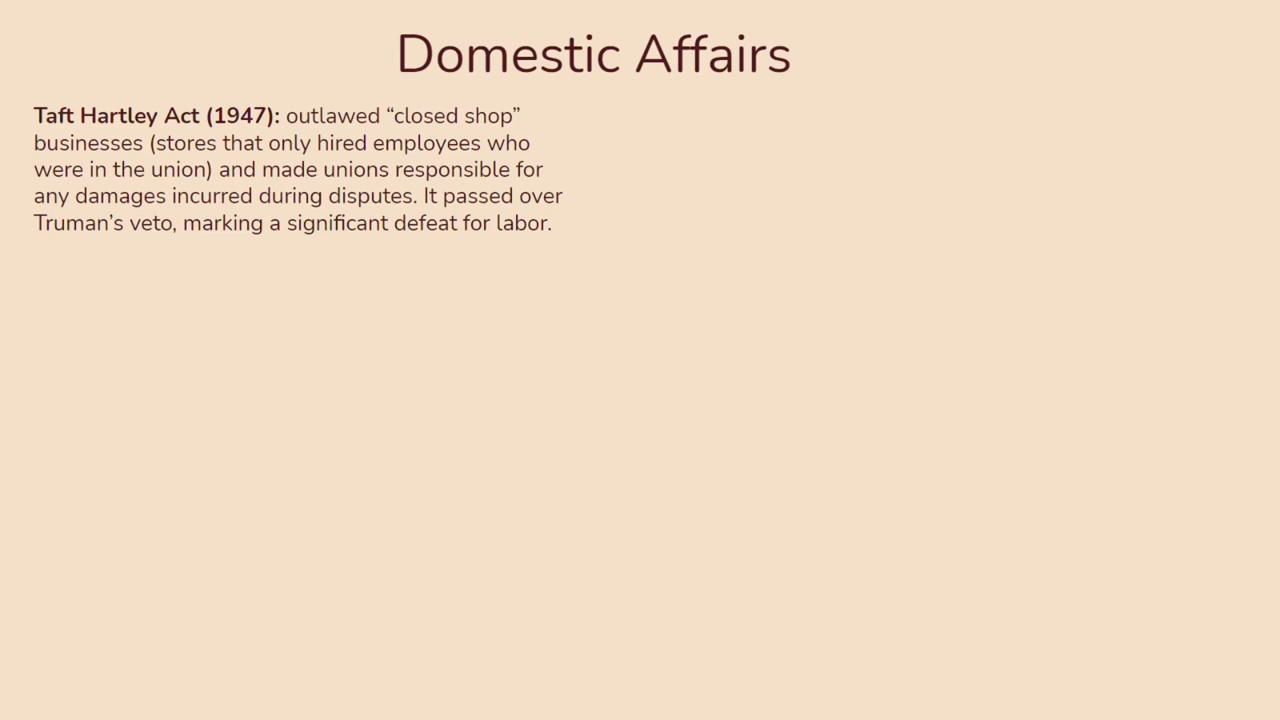 Domestic Affairs
Taft Hartley Act (1947): outlawed “closed shop”
businesses (stores that only hired employees who
were in the union) and made unions responsible for
any damages incurred during disputes. It passed over
Truman’s veto, marking a significant defeat for labor.